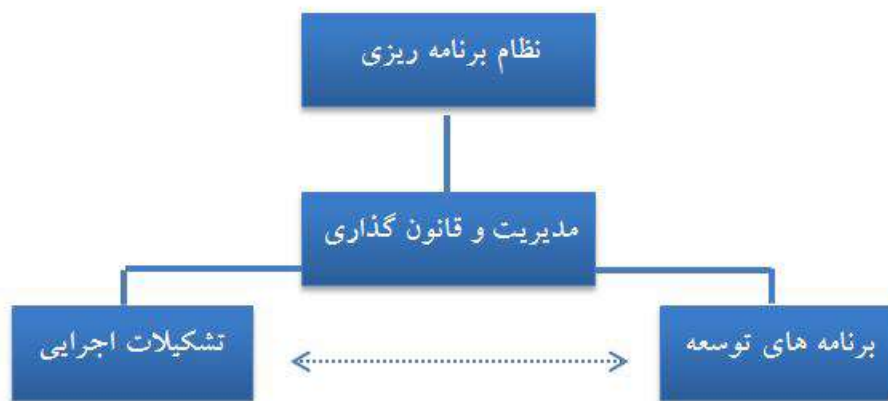 نظام برنامه ریزی
مدیریت و قانون گذاری
برنامه های توسعه
تشکیلات اجرایی